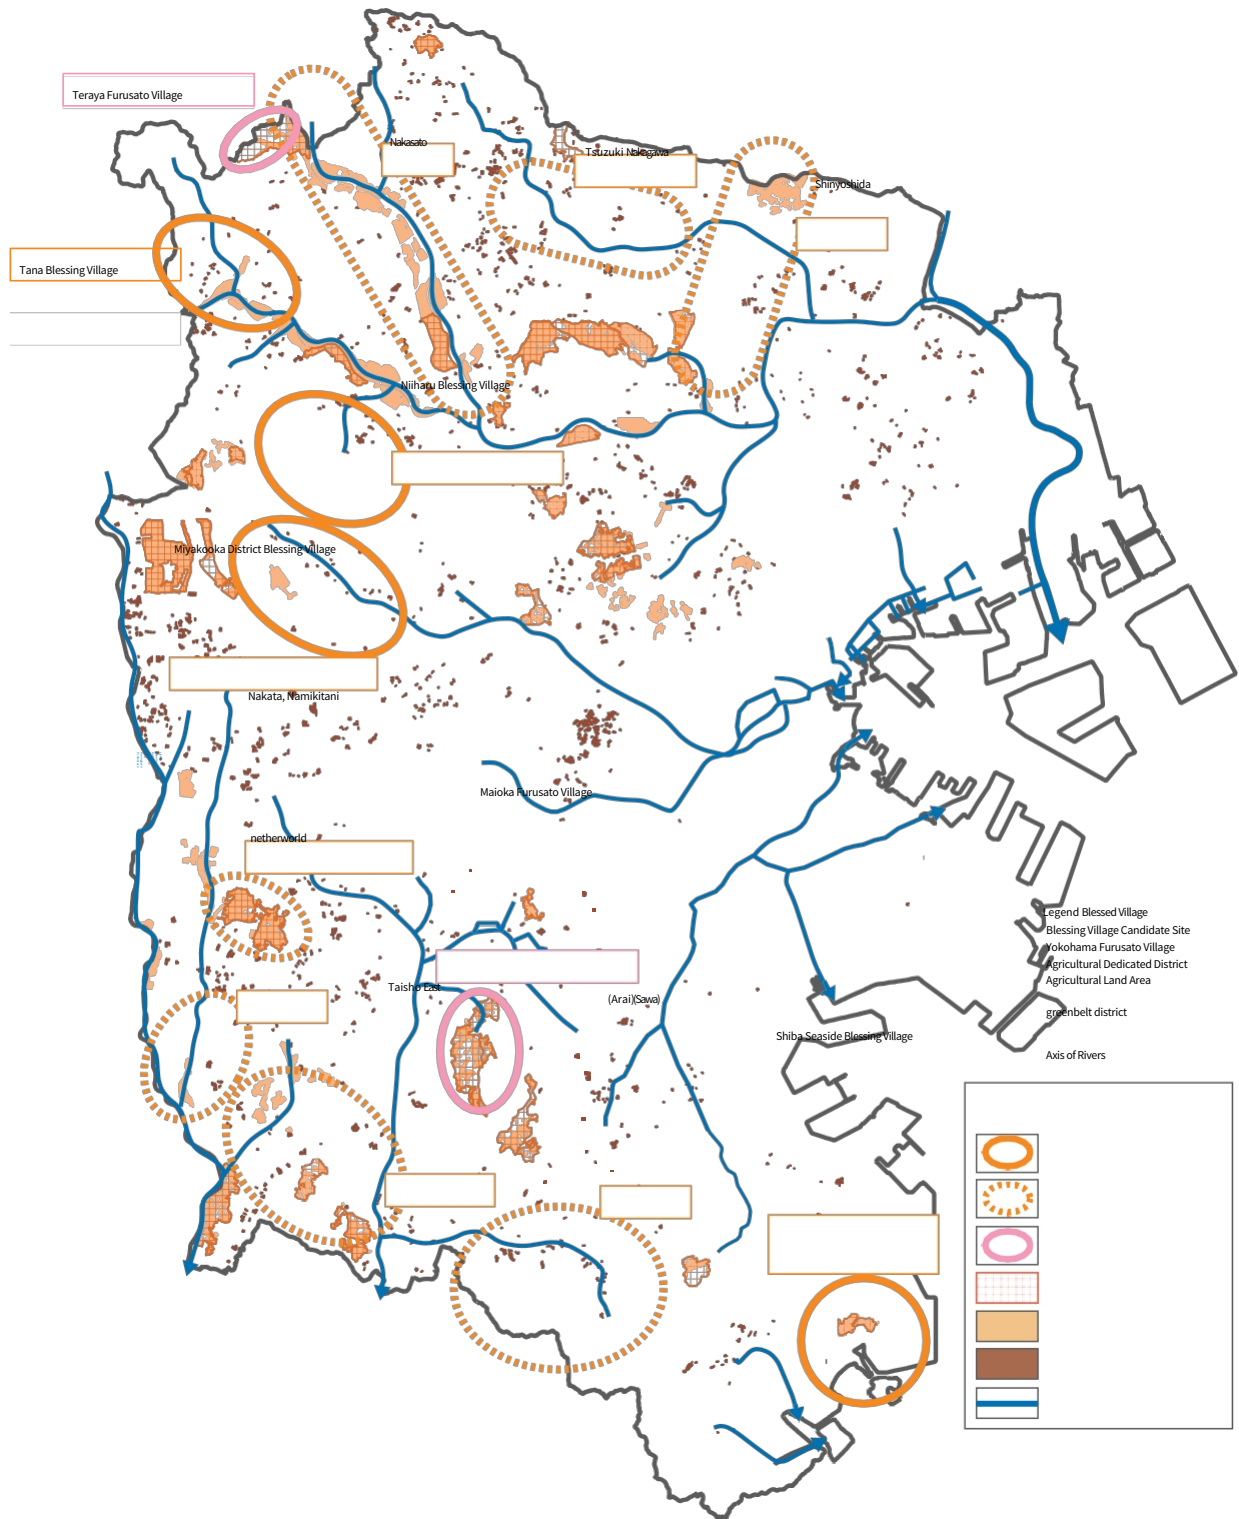 Teraya Furusato Village
Nakasato
Tsuzuki Nakagawa
Shinyoshida
Tana Blessing Village
Niiharu Blessing Village
Miyakooka District Blessing Village
Nakata, Namikitani
Maioka Furusato Village
netherworld
Taisho East
(Arai)(Sawa)
Shiba Seaside Blessing Village
Legend Blessed Village
Blessing Village Candidate Site
Yokohama Furusato Village
Agricultural Dedicated District
Agricultural Land Area
greenbelt district
Axis of Rivers